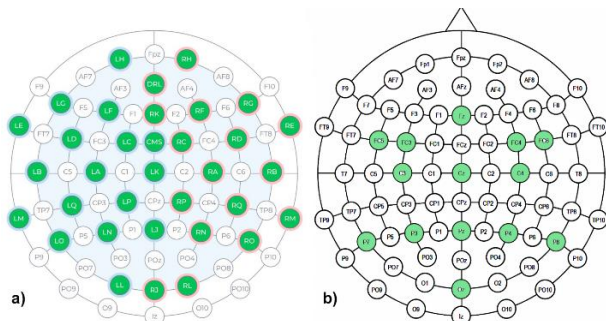 LH Fpz RH
AF7 DRL AF8
F9 AF3 AF4 F10
LG F5 LF F1 RK F2 RF F6 RG
LE FT7 LD LC CMS RC FC4 RD FT8 RE
LB C5 LA C1 LK C2 RA C6 RB
LM TP7 LQ CP3 LP CPz RP CP4 RQ TP8 RM
LO P5 LN P1 LJ P2 RN RO
P9 PO7 PO3 POz PO4 PO8 P10
PO9 LL RJ RL PO10
O9 Iz O10
a)
Fp1 Fpz
AF7 AF3 AFz AF4 AF8
F9 F7 F5 F3 F1 Fz F2 F4 F6 F8 F10
FT9 FT7 FC5 FC3 FC1 FCz FC2 FC4 FC6 FT8 FT10
T7 C5 C3 C1 Cz C2 C4 C6 T8
TP9 TP7 CP5 CP3 CP1 CPz CP2 CP4 CP6 TP8 TP10
P9 P7 P5 P3 P1 Pz P2 P4 P6 P8 P10
PO7 PO3 POz PO4 PO8
PO9 O1 Oz O2 PO10
O9 Iz O10
b)